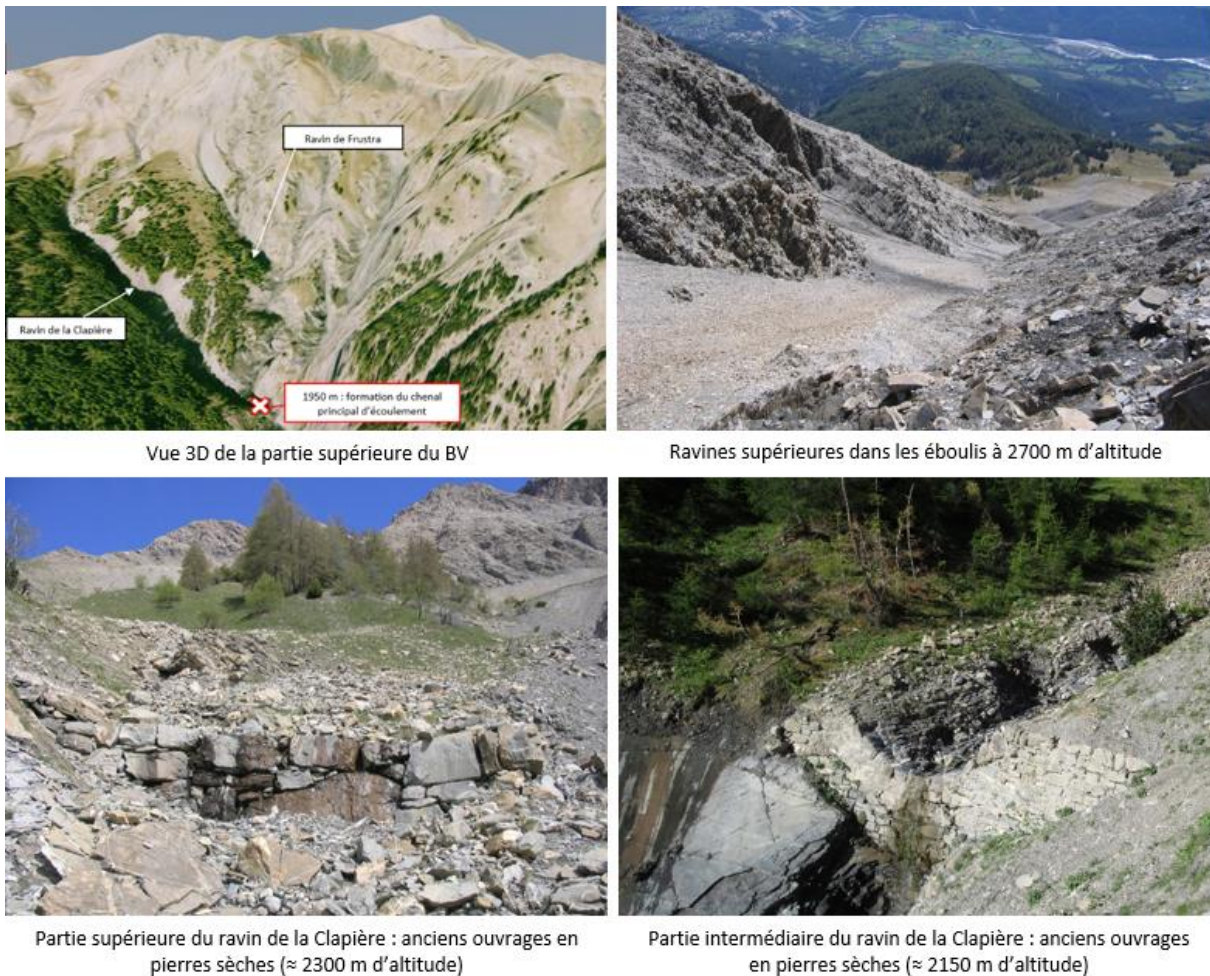 Ravin de Frustra
Ravin de la Clapière
1950 m : formation du chenal
principal d'écoulement
Vue 3D de la partie supérieure du BV
Ravines supérieures dans les éboulis à 2700 m d'altitude
Partie supérieure du ravin de la Clapière : anciens ouvrages en
pierres sèches (≈ 2300 m d'altitude)
Partie intermédiaire du ravin de la Clapière : anciens ouvrages
en pierres sèches (≈ 2150 m d'altitude)